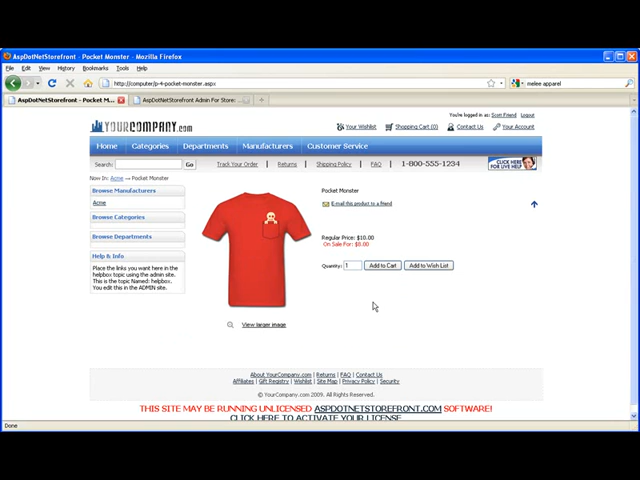 AspDotNetStorefront - Pocket Monster - Mozilla Firefox
File Edit View History Bookmarks Tools Help
http://computer/p-4-pocket-monster.aspx
melee apparel
AspDotNetStorefront - Pocket M...
AspDotNetStorefront Admin For Store: ...
You're logged in as: Scott Friend Logout
YOURCOMPANY.com
Your Wishlist Shopping Cart (0) Contact Us Your Account
Home Categories Departments Manufacturers Customer Service
Search: Go Track Your Order Returns Shipping Policy FAQ 1-800-555-1234 CLICK HERE FOR LIVE HELP
Now In: Acme → Pocket Monster
Browse Manufacturers
Acme
Browse Categories
Browse Departments
Help & Info
Place the links you want here in the
helpbox topic using the admin site.
This is the topic Named: helpbox.
You edit this in the ADMIN site.
Pocket Monster
E-mail this product to a friend
Regular Price: $10.00
On Sale For: $8.00
Quantity: 1 Add to Cart Add to Wish List
View larger image
About YourCompany.com | Returns | FAQ | Contact Us
Affiliates | Gift Registry | Wishlist | Site Map | Privacy Policy | Security
© YourCompany.com 2009. All Rights Reserved.
THIS SITE MAY BE RUNNING UNLICENSED ASPDOTNETSTOREFRONT.COM SOFTWARE!
CLICK HERE TO ACTIVATE YOUR LICENSE
Done